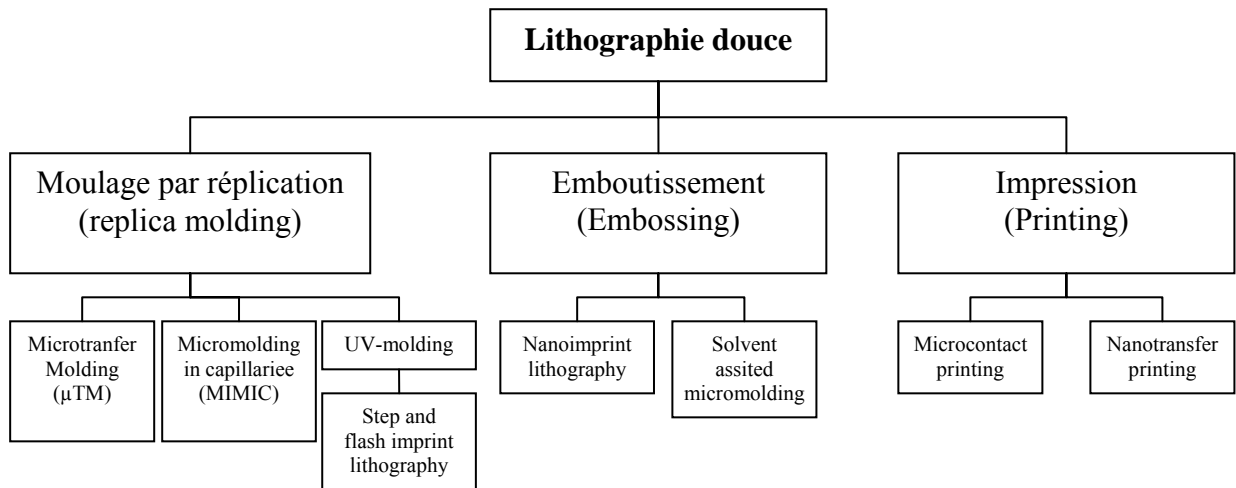 Lithographie douce
Moulage par réplication
(replica molding)
Emboutissement
(Embossing)
Impression
(Printing)
Microtranfer
Molding
(µTM)
Micromolding
in capillariee
(MIMIC)
UV-molding
Step and
flash imprint
lithography
Nanoimprint
lithography
Solvent
assited
micromolding
Microcontact
printing
Nanotransfer
printing